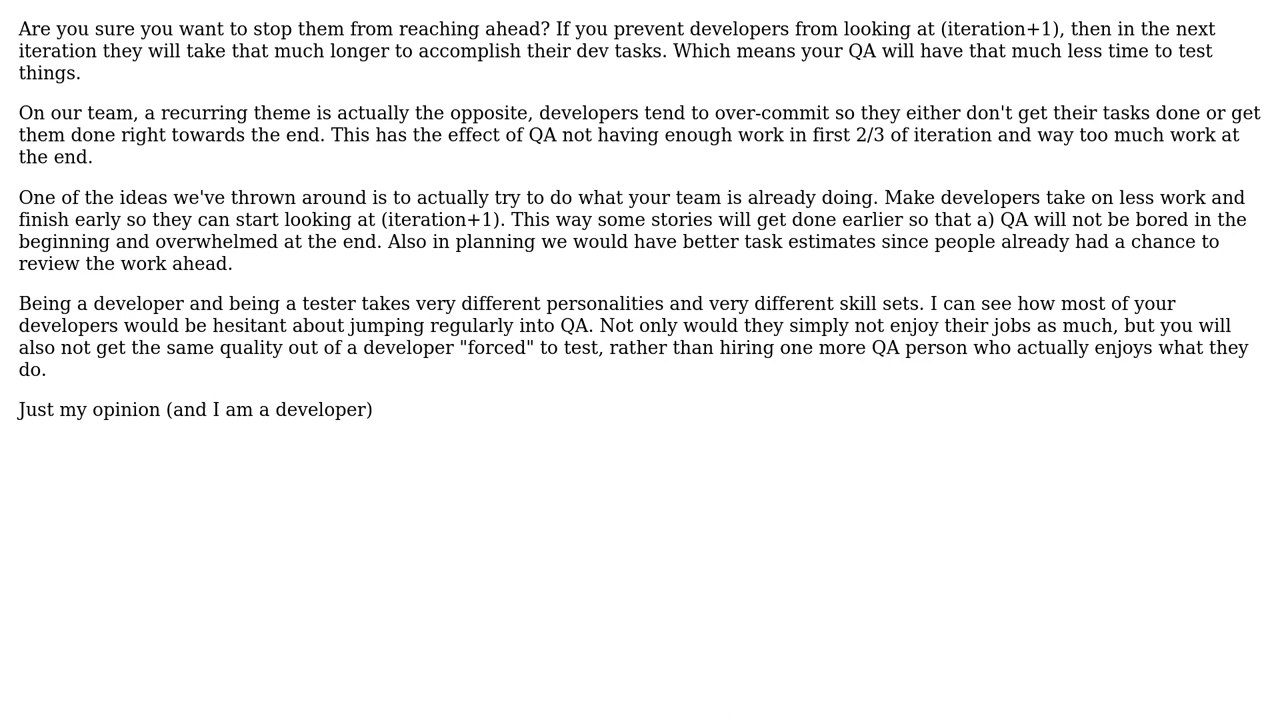 Are you sure you want to stop them from reaching ahead? If you prevent developers from looking at (iteration+1), then in the next
iteration they will take that much longer to accomplish their dev tasks. Which means your QA will have that much less time to test
things.
On our team, a recurring theme is actually the opposite, developers tend to over-commit so they either don't get their tasks done or get
them done right towards the end. This has the effect of QA not having enough work in first 2/3 of iteration and way too much work at
the end.
One of the ideas we've thrown around is to actually try to do what your team is already doing. Make developers take on less work and
finish early so they can start looking at (iteration+1). This way some stories will get done earlier so that a) QA will not be bored in the
beginning and overwhelmed at the end. Also in planning we would have better task estimates since people already had a chance to
review the work ahead.
Being a developer and being a tester takes very different personalities and very different skill sets. I can see how most of your
developers would be hesitant about jumping regularly into QA. Not only would they simply not enjoy their jobs as much, but you will
also not get the same quality out of a developer "forced" to test, rather than hiring one more QA person who actually enjoys what they
do.
Just my opinion (and I am a developer)